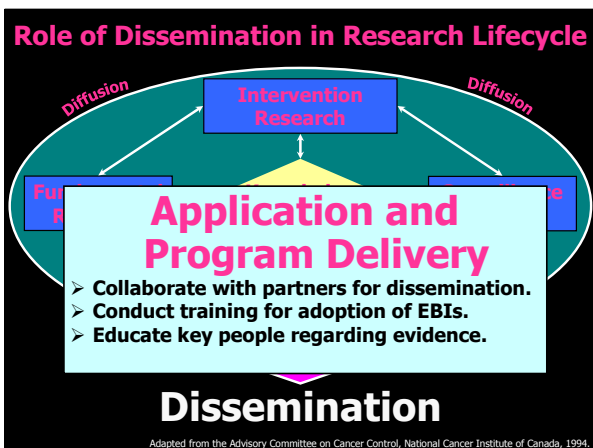 Role of Dissemination in Research Lifecycle
Diffusion
Diffusion
Intervention
Research
Application and
Program Delivery
➢ Collaborate with partners for dissemination.
➢ Conduct training for adoption of EBIs.
➢ Educate key people regarding evidence.
Dissemination
Adapted from the Advisory Committee on Cancer Control, National Cancer Institute of Canada, 1994.